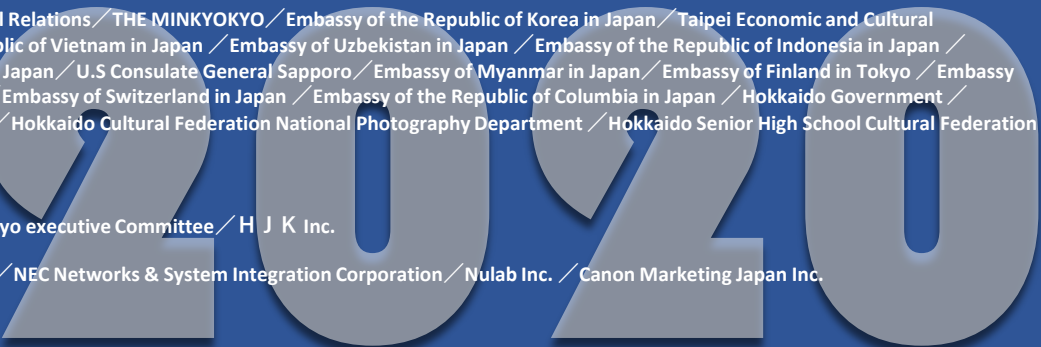 l Relations／THE MINKYOKYO／Embassy of the Republic of Korea in Japan／Taipei Economic and Cultural
blic of Vietnam in Japan ／Embassy of Uzbekistan in Japan ／Embassy of the Republic of Indonesia in Japan ／
Japan／U.S Consulate General Sapporo／Embassy of Myanmar in Japan／Embassy of Finland in Tokyo ／Embassy
Embassy of Switzerland in Japan ／Embassy of the Republic of Columbia in Japan ／Hokkaido Government ／
／Hokkaido Cultural Federation National Photography Department ／Hokkaido Senior High School Cultural Federation
yo executive Committee／ＨＪＫ Inc.
／NEC Networks & System Integration Corporation／Nulab Inc. ／Canon Marketing Japan Inc.
2020